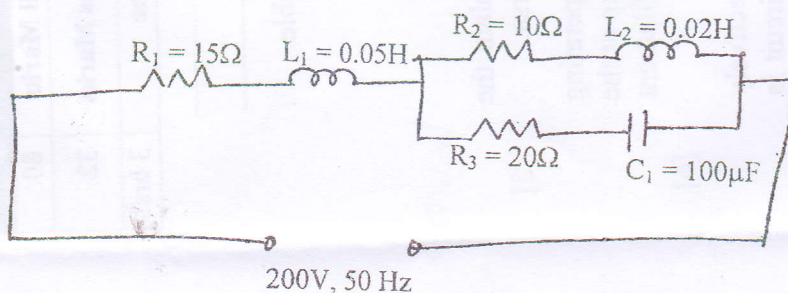 R₁ = 15Ω
L₁ = 0.05H
R₂ = 10Ω
L₂ = 0.02H
R₃ = 20Ω
C₁ = 100μF
200V, 50 Hz